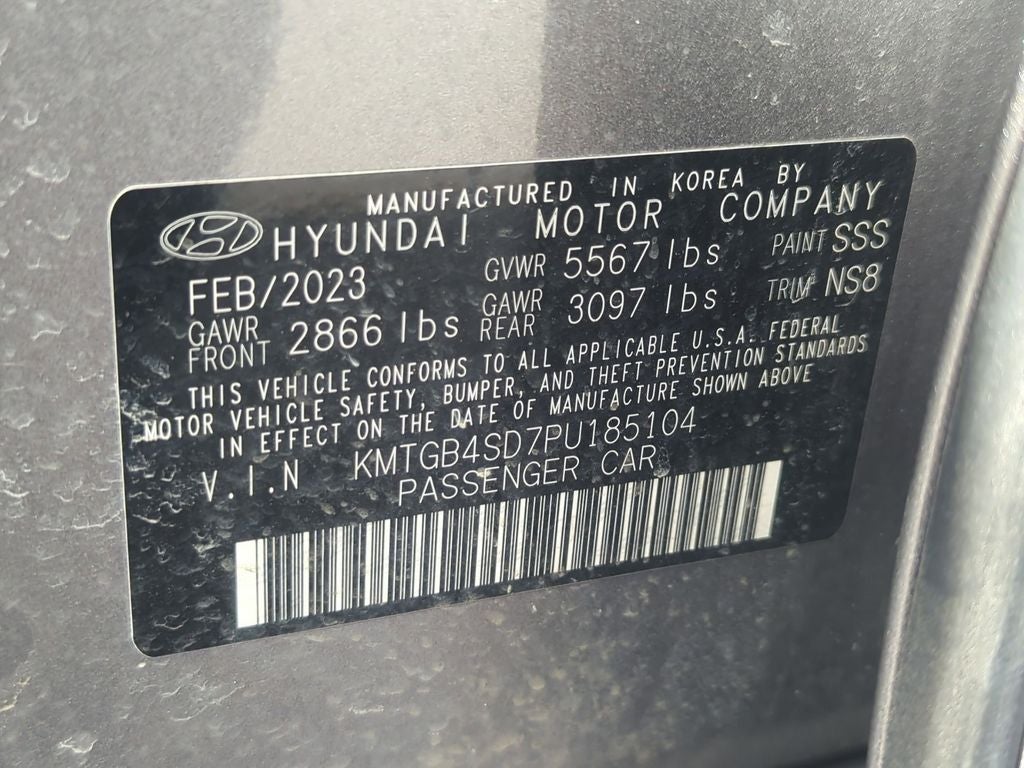 MANUFACTURED IN KOREA BY
HYUNDAI MOTOR COMPANY
FEB/2023 GVWR 5567 lbs PAINT SSS
GAWR FRONT 2866 lbs GAWR REAR 3097 lbs TRIM NS8
THIS VEHICLE CONFORMS TO ALL APPLICABLE U.S.A. FEDERAL
MOTOR VEHICLE SAFETY, BUMPER, AND THEFT PREVENTION STANDARDS
IN EFFECT ON THE DATE OF MANUFACTURE SHOWN ABOVE
V.I.N KMTGB4SD7PU185104
PASSENGER CAR